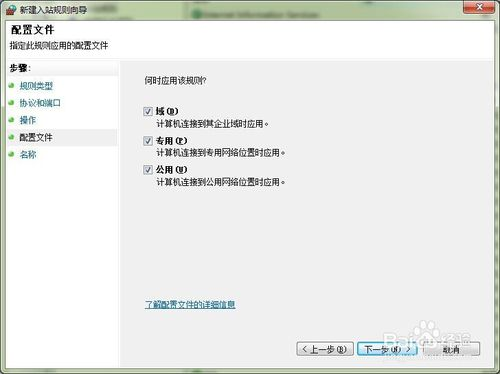 Internet Information Services
新建入站规则向导
配置文件
指定此规则应用的配置文件
步骤:
规则类型
协议和端口
操作
配置文件
名称
何时应用该规则?
域(D)
计算机连接到其企业域时应用。
专用(P)
计算机连接到专用网络位置时应用。
公用(U)
计算机连接到公用网络位置时应用。
了解配置文件的详细信息
< 上一步(B)
下一步(N) >
取消
Baidu 经验